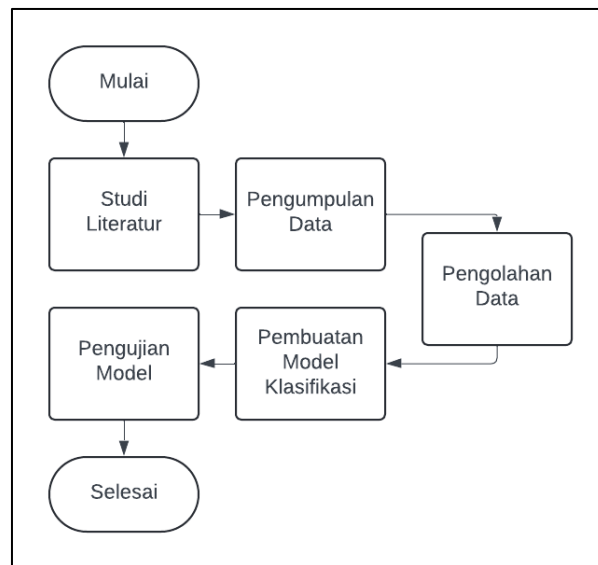 Mulai
Studi
Literatur
Pengumpulan
Data
Pengolahan
Data
Pembuatan
Model
Klasifikasi
Pengujian
Model
Selesai